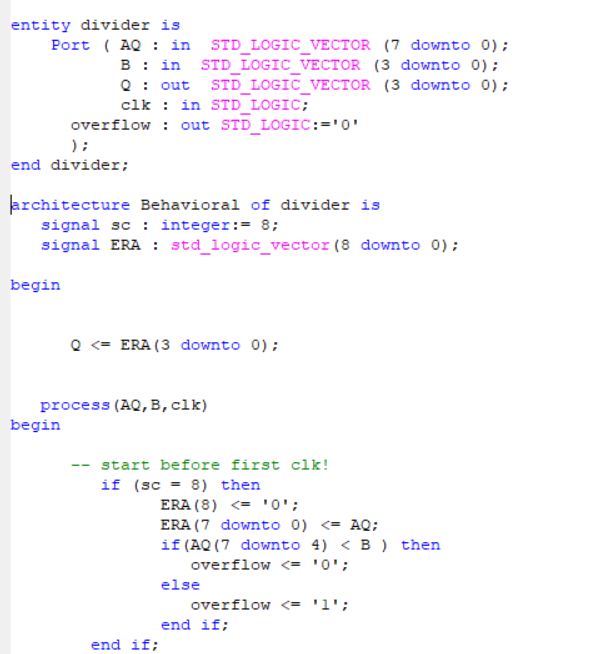 entity divider is
    Port ( AQ : in  STD_LOGIC_VECTOR (7 downto 0);
           B : in  STD_LOGIC_VECTOR (3 downto 0);
           Q : out  STD_LOGIC_VECTOR (3 downto 0);
           clk : in STD_LOGIC;
      overflow : out STD_LOGIC:='0'
      );
end divider;
architecture Behavioral of divider is
   signal sc : integer:= 8;
   signal ERA : std_logic_vector(8 downto 0);
begin
      Q <= ERA(3 downto 0);
   process(AQ,B,clk)
begin
      -- start before first clk!
         if (sc = 8) then
               ERA(8) <= '0';
               ERA(7 downto 0) <= AQ;
               if(AQ(7 downto 4) < B ) then
                  overflow <= '0';
               else
                  overflow <= '1';
               end if;
        end if;